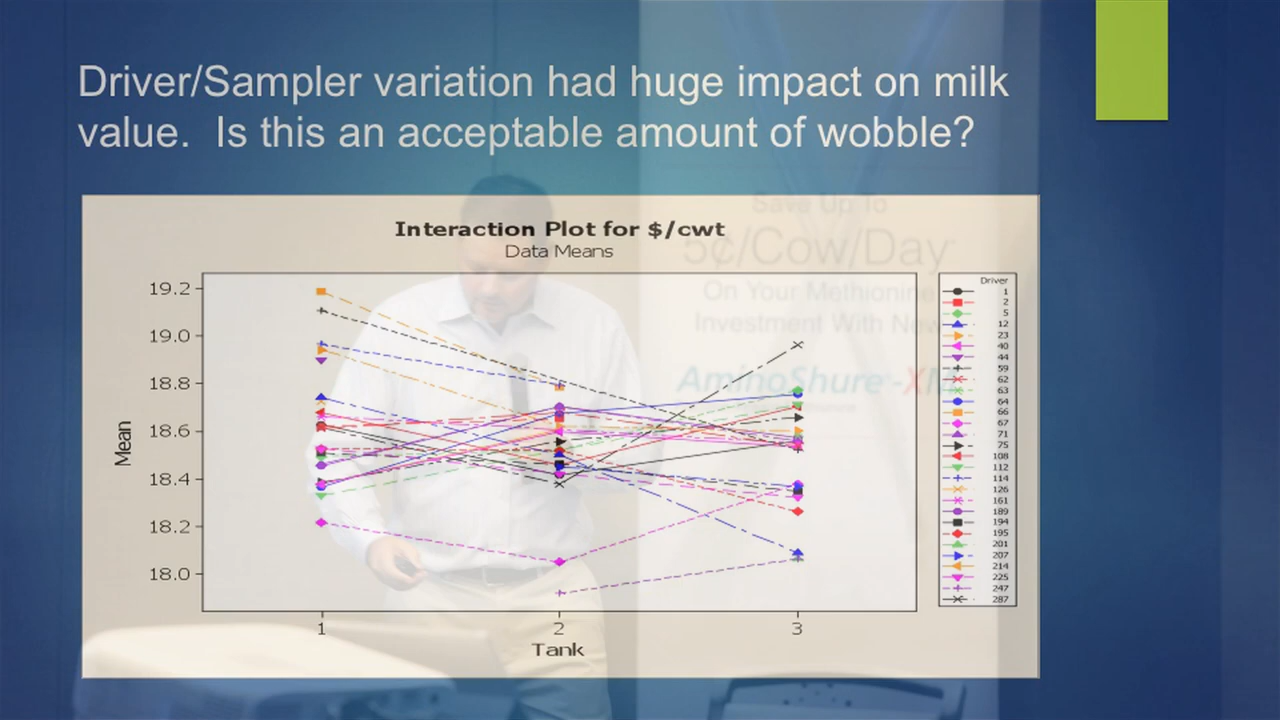 Driver/Sampler variation had huge impact on milk
value.  Is this an acceptable amount of wobble?
Save Up To
5¢/Cow/Day
On Your Methionine
Investment With New
AminoShure-XM
Interaction Plot for $/cwt
Data Means
Mean
19.2
19.0
18.8
18.6
18.4
18.2
18.0
1 2 3
Tank
Driver
1
2
5
12
23
40
44
59
62
63
64
66
67
71
75
108
112
114
126
161
189
194
195
201
207
214
225
247
287